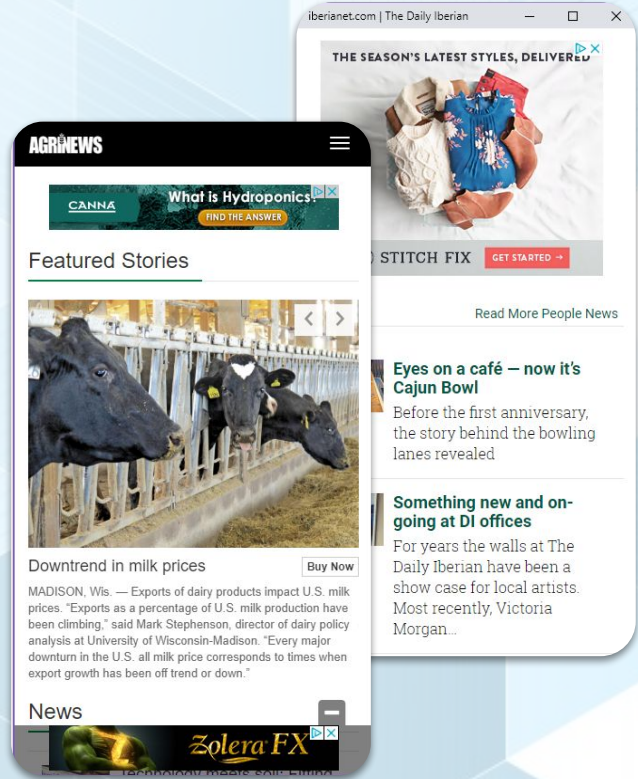 iberianet.com | The Daily Iberian
THE SEASON'S LATEST STYLES, DELIVERED
STITCH FIX
GET STARTED →
Read More People News
Eyes on a café — now it's
Cajun Bowl
Before the first anniversary,
the story behind the bowling
lanes revealed
Something new and on-
going at DI offices
For years the walls at The
Daily Iberian have been a
show case for local artists.
Most recently, Victoria
Morgan...
AGRINEWS
CANNA
What is Hydroponics?
FIND THE ANSWER
Featured Stories
Downtrend in milk prices
Buy Now
MADISON, Wis. — Exports of dairy products impact U.S. milk
prices. “Exports as a percentage of U.S. milk production have
been climbing,” said Mark Stephenson, director of dairy policy
analysis at University of Wisconsin-Madison. “Every major
downturn in the U.S. all milk price corresponds to times when
export growth has been off trend or down.”
News
Zolera FX
Technology meets soil: Fitting